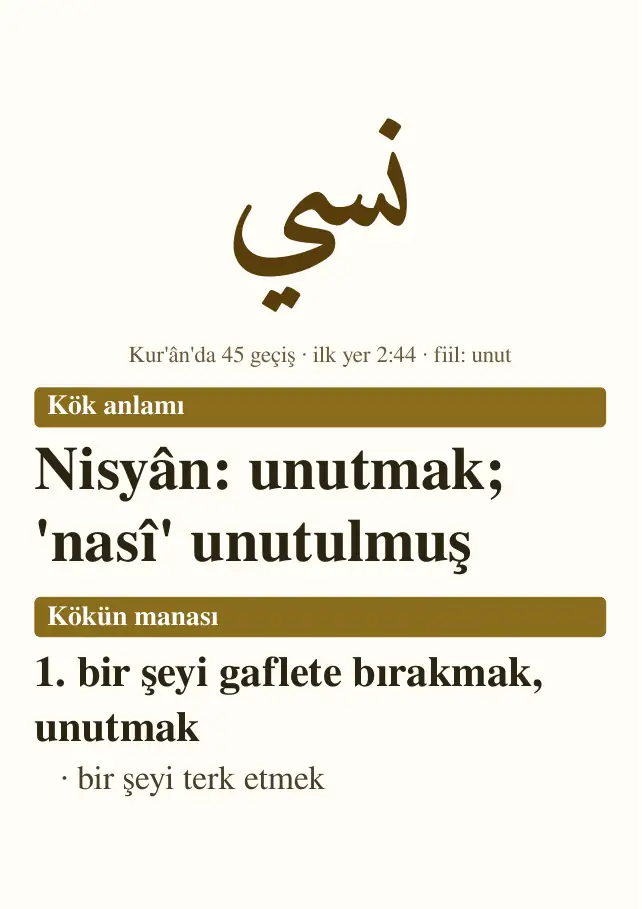 نسي
Kur'ân'da 45 geçiş · ilk yer 2:44 · fiil: unut
Kök anlamı
Nisyân: unutmak;
'nasî' unutulmuş
Kökün manası
1. bir şeyi gaflete bırakmak,
unutmak
· bir şeyi terk etmek